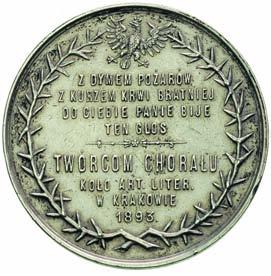 Z DYMEM POŻARÓW,
Z KURZEM KRWI BRATNIEJ
DO CIEBIE PANIE BIJE
TEN GŁOS
TWÓRCOM CHORAŁU
KOŁO ART. LITER.
W KRAKOWIE
1893.